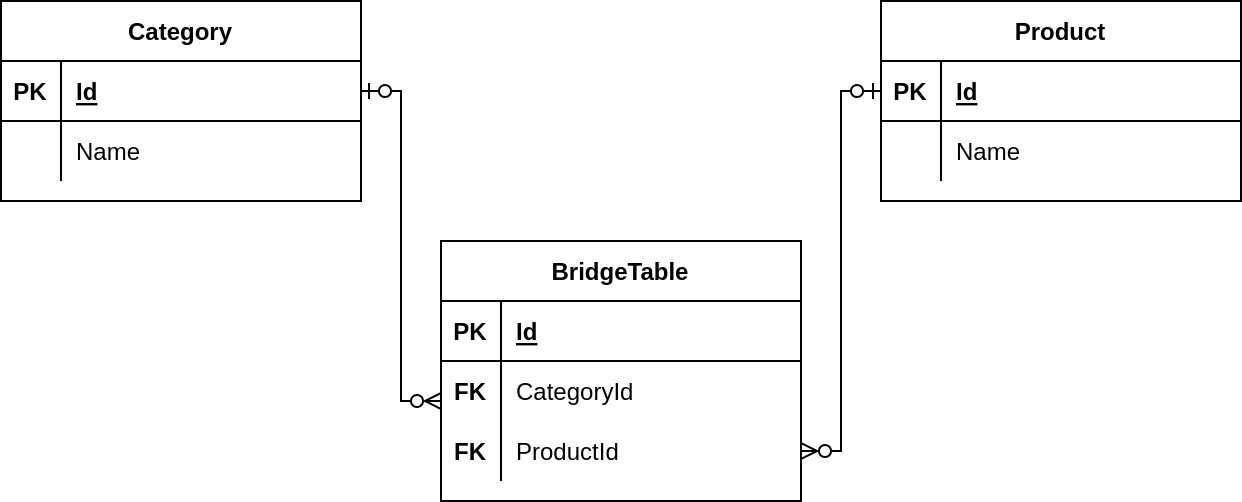 Category
PK Id
Name
Product
PK Id
Name
BridgeTable
PK Id
FK CategoryId
FK ProductId